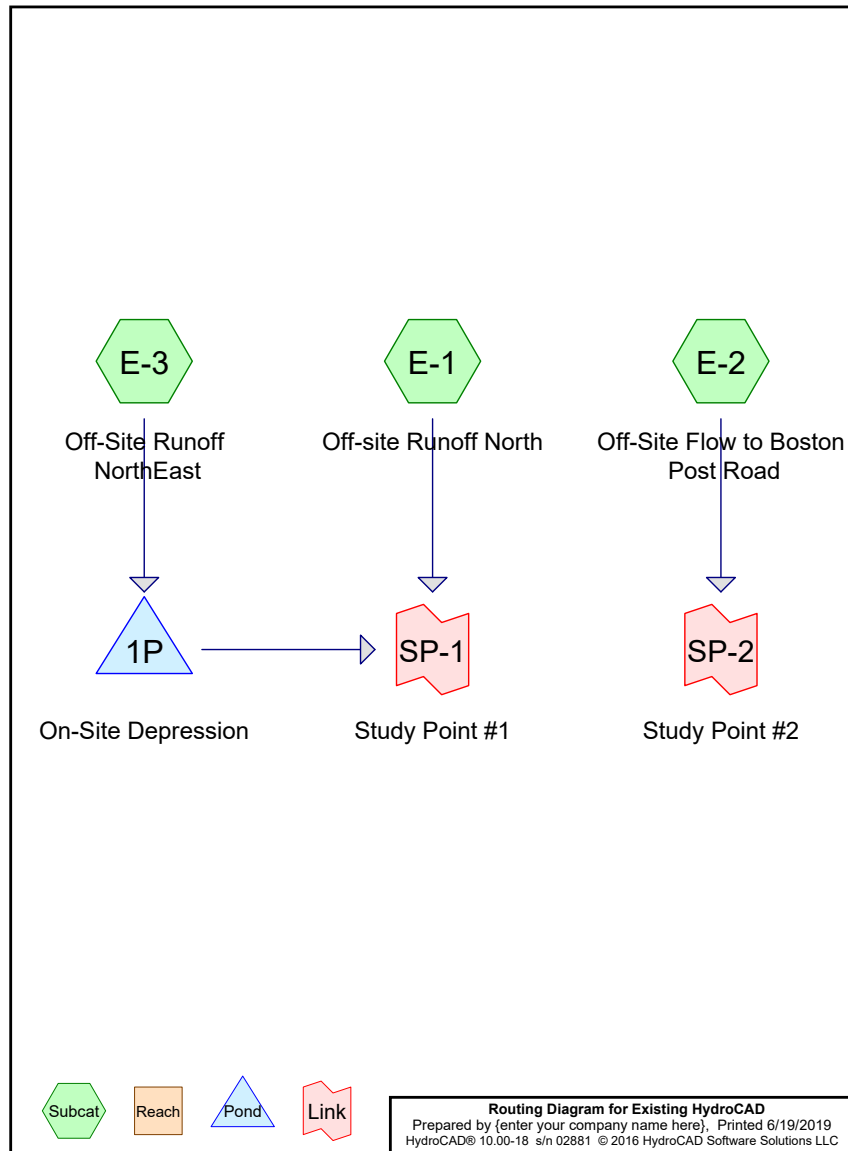 E-3
E-1
E-2
Off-Site Runoff
NorthEast
Off-site Runoff North
Off-Site Flow to Boston
Post Road
1P
SP-1
SP-2
On-Site Depression
Study Point #1
Study Point #2
Subcat
Reach
Pond
Link
Routing Diagram for Existing HydroCAD
Prepared by {enter your company name here}, Printed 6/19/2019
HydroCAD® 10.00-18 s/n 02881 © 2016 HydroCAD Software Solutions LLC